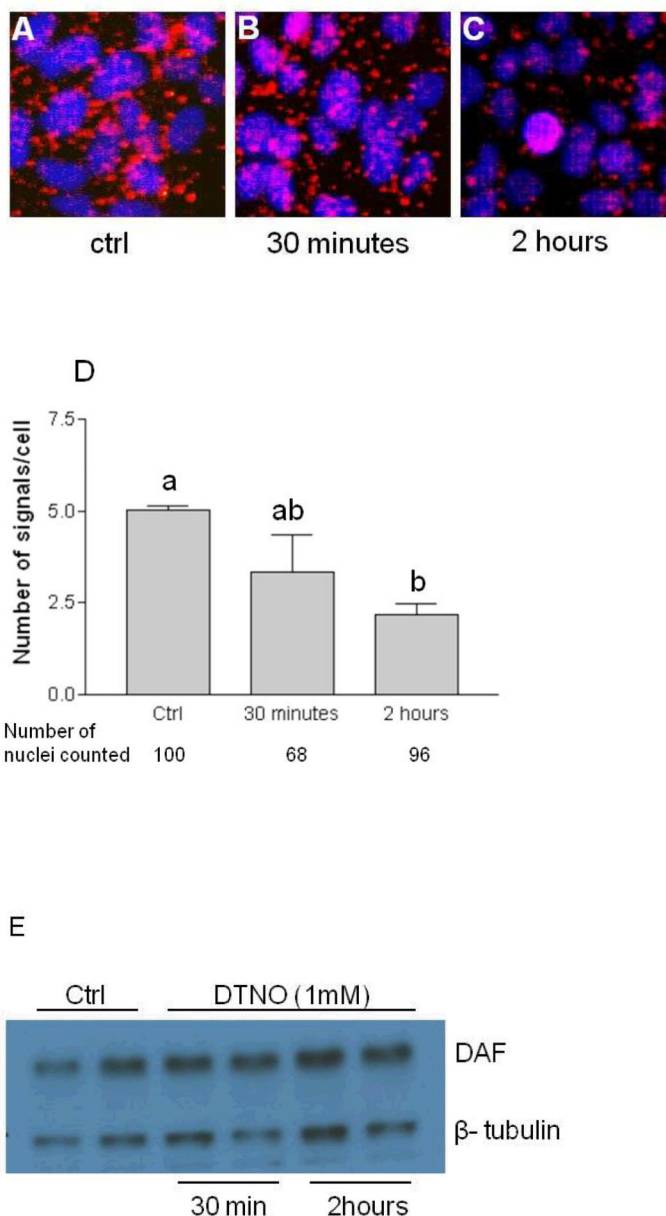 A B C
ctrl 30 minutes 2 hours
D
Number of signals/cell
7.5
5.0
2.5
0.0
a ab b
Ctrl 30 minutes 2 hours
Number of
nuclei counted 100 68 96
E
Ctrl DTNO (1mM)
DAF
β- tubulin
30 min 2hours